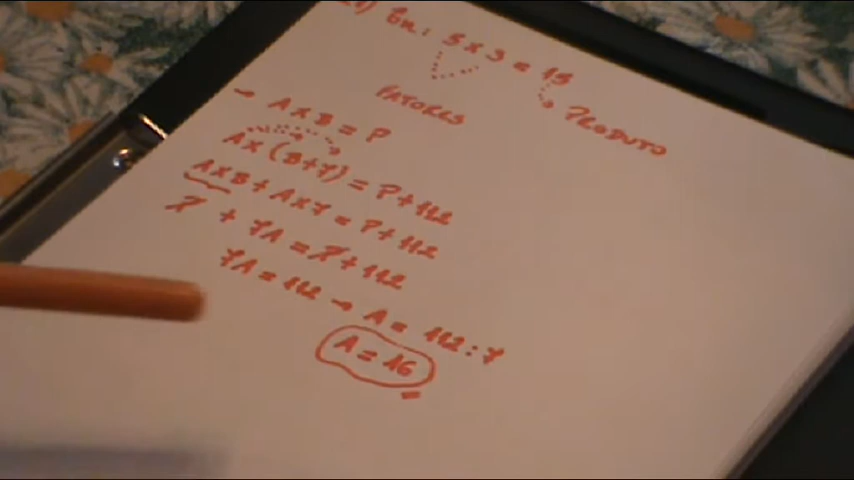 Ex.: 5 x 3 = 15
FATORES
PRODUTO
→ A x B = P
A x (B+7) = P + 112
A x B + A x 7 = P + 112
P + 7A = P + 112
7A = 112 → A = 112 : 7
A = 16